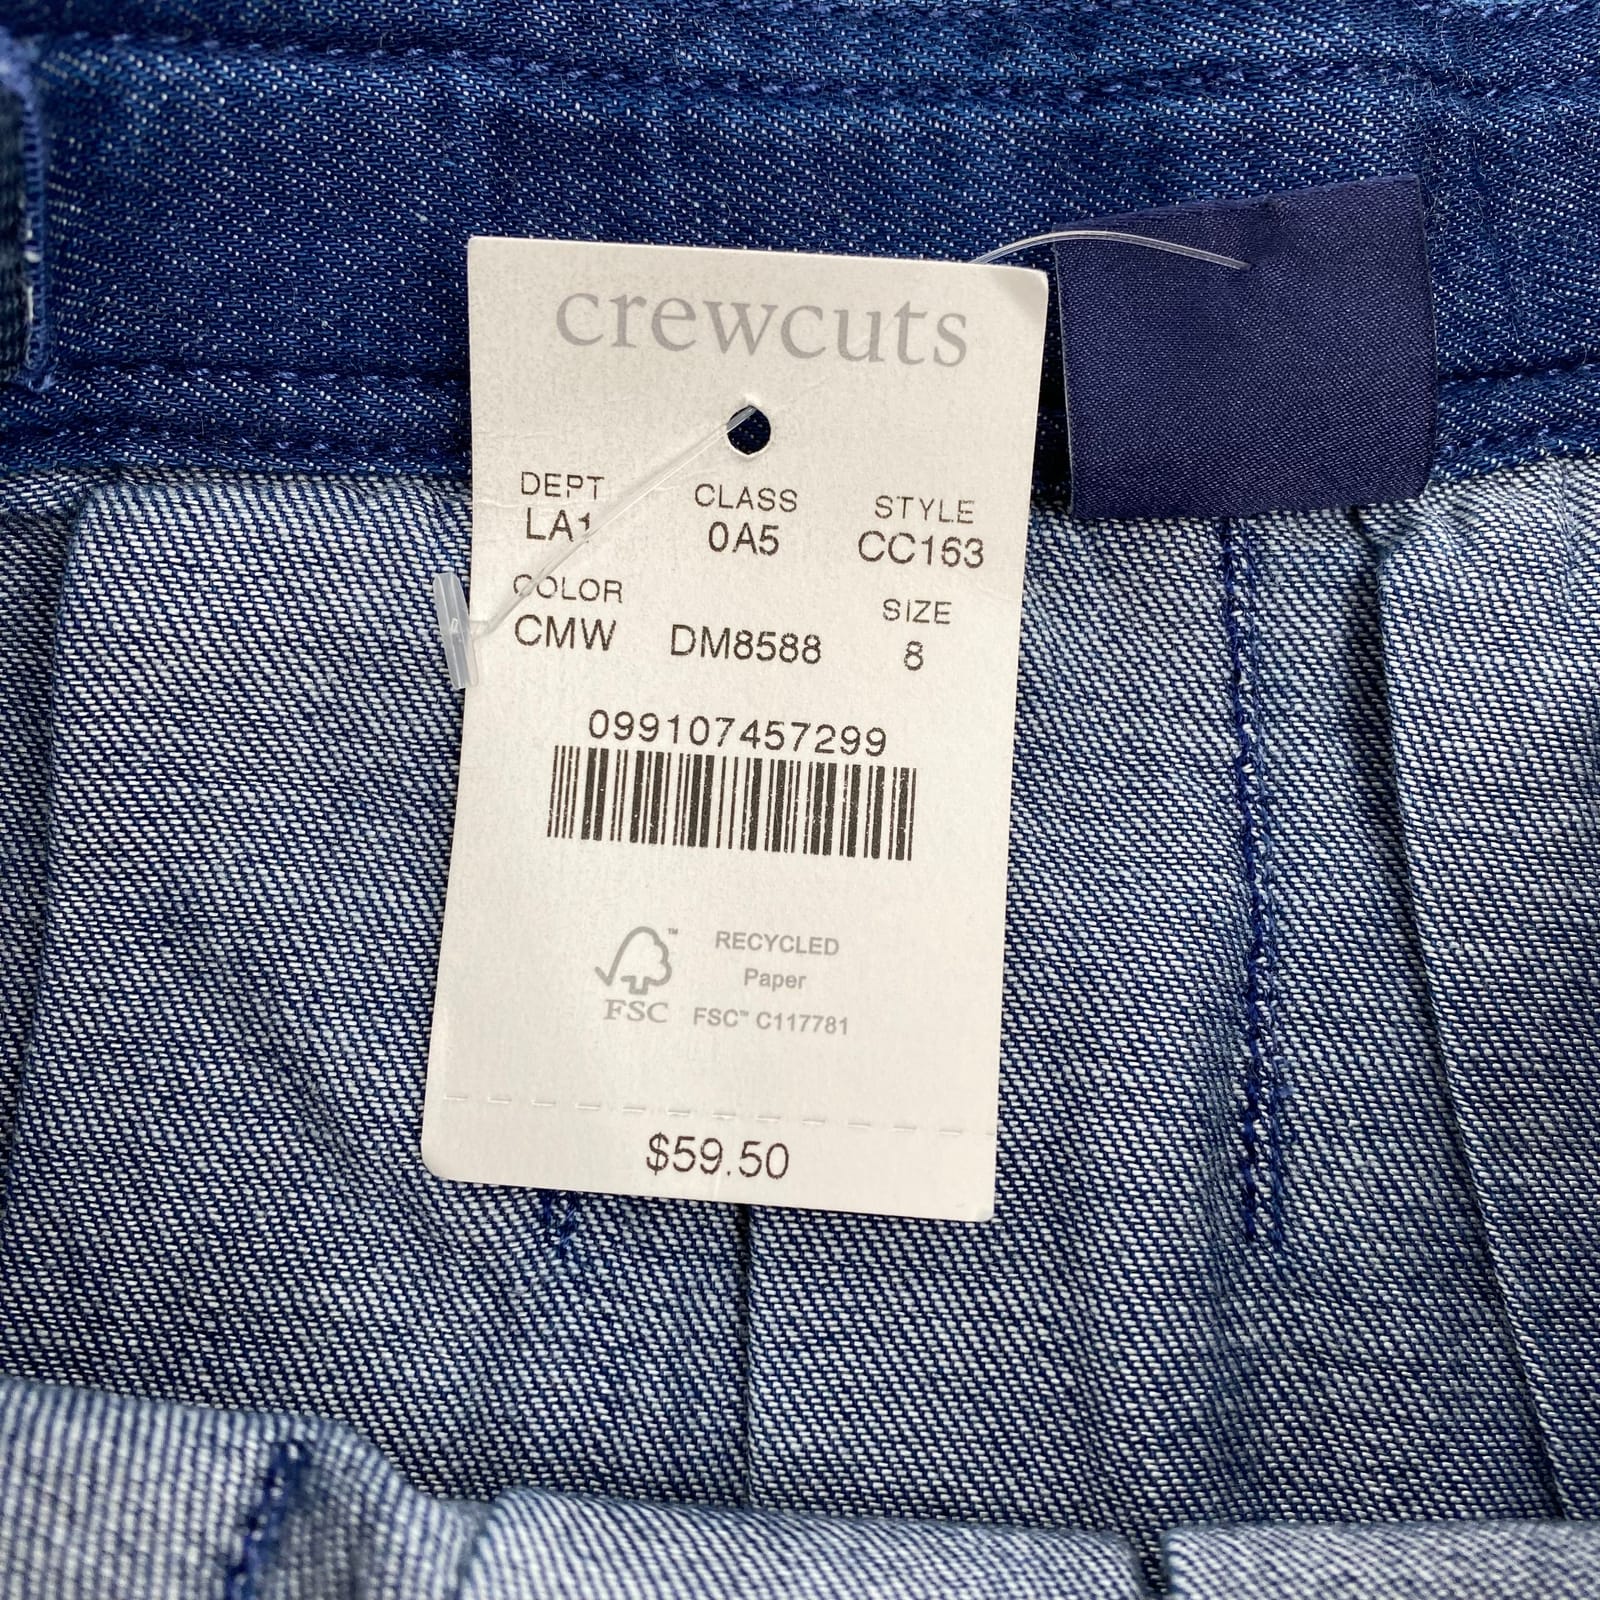 crewcuts
DEPT CLASS STYLE
LA1 0A5 CC163
COLOR SIZE
CMW DM8588 8
099107457299
RECYCLED
Paper
FSC™ C117781
™
FSC
$59.50